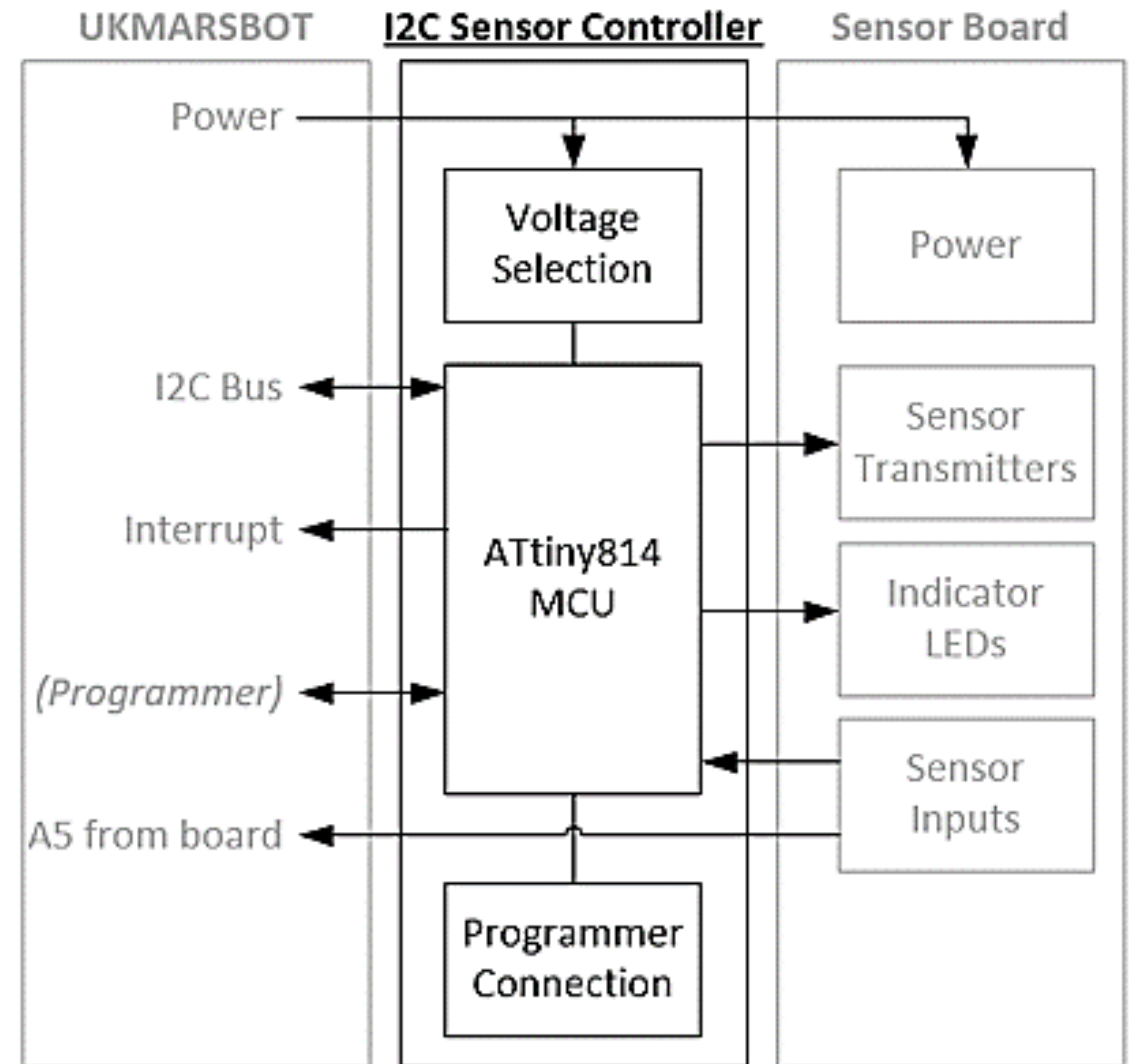 UKMARSBOT
I2C Sensor Controller
Sensor Board
Power
Voltage
Selection
Power
I2C Bus
Interrupt
(Programmer)
A5 from board
ATtiny814
MCU
Programmer
Connection
Sensor
Transmitters
Indicator
LEDs
Sensor
Inputs